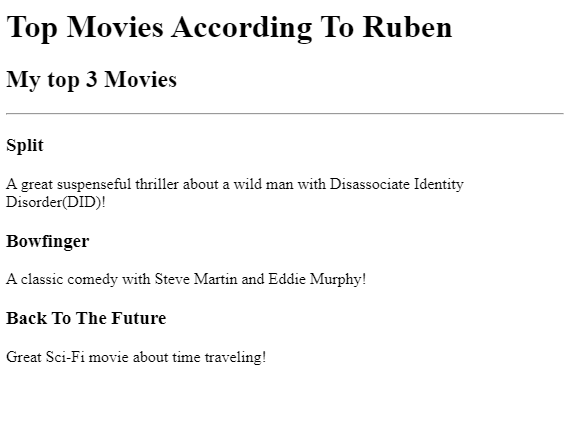 Top Movies According To Ruben
My top 3 Movies
Split
A great suspenseful thriller about a wild man with Disassociate Identity
Disorder(DID)!
Bowfinger
A classic comedy with Steve Martin and Eddie Murphy!
Back To The Future
Great Sci-Fi movie about time traveling!